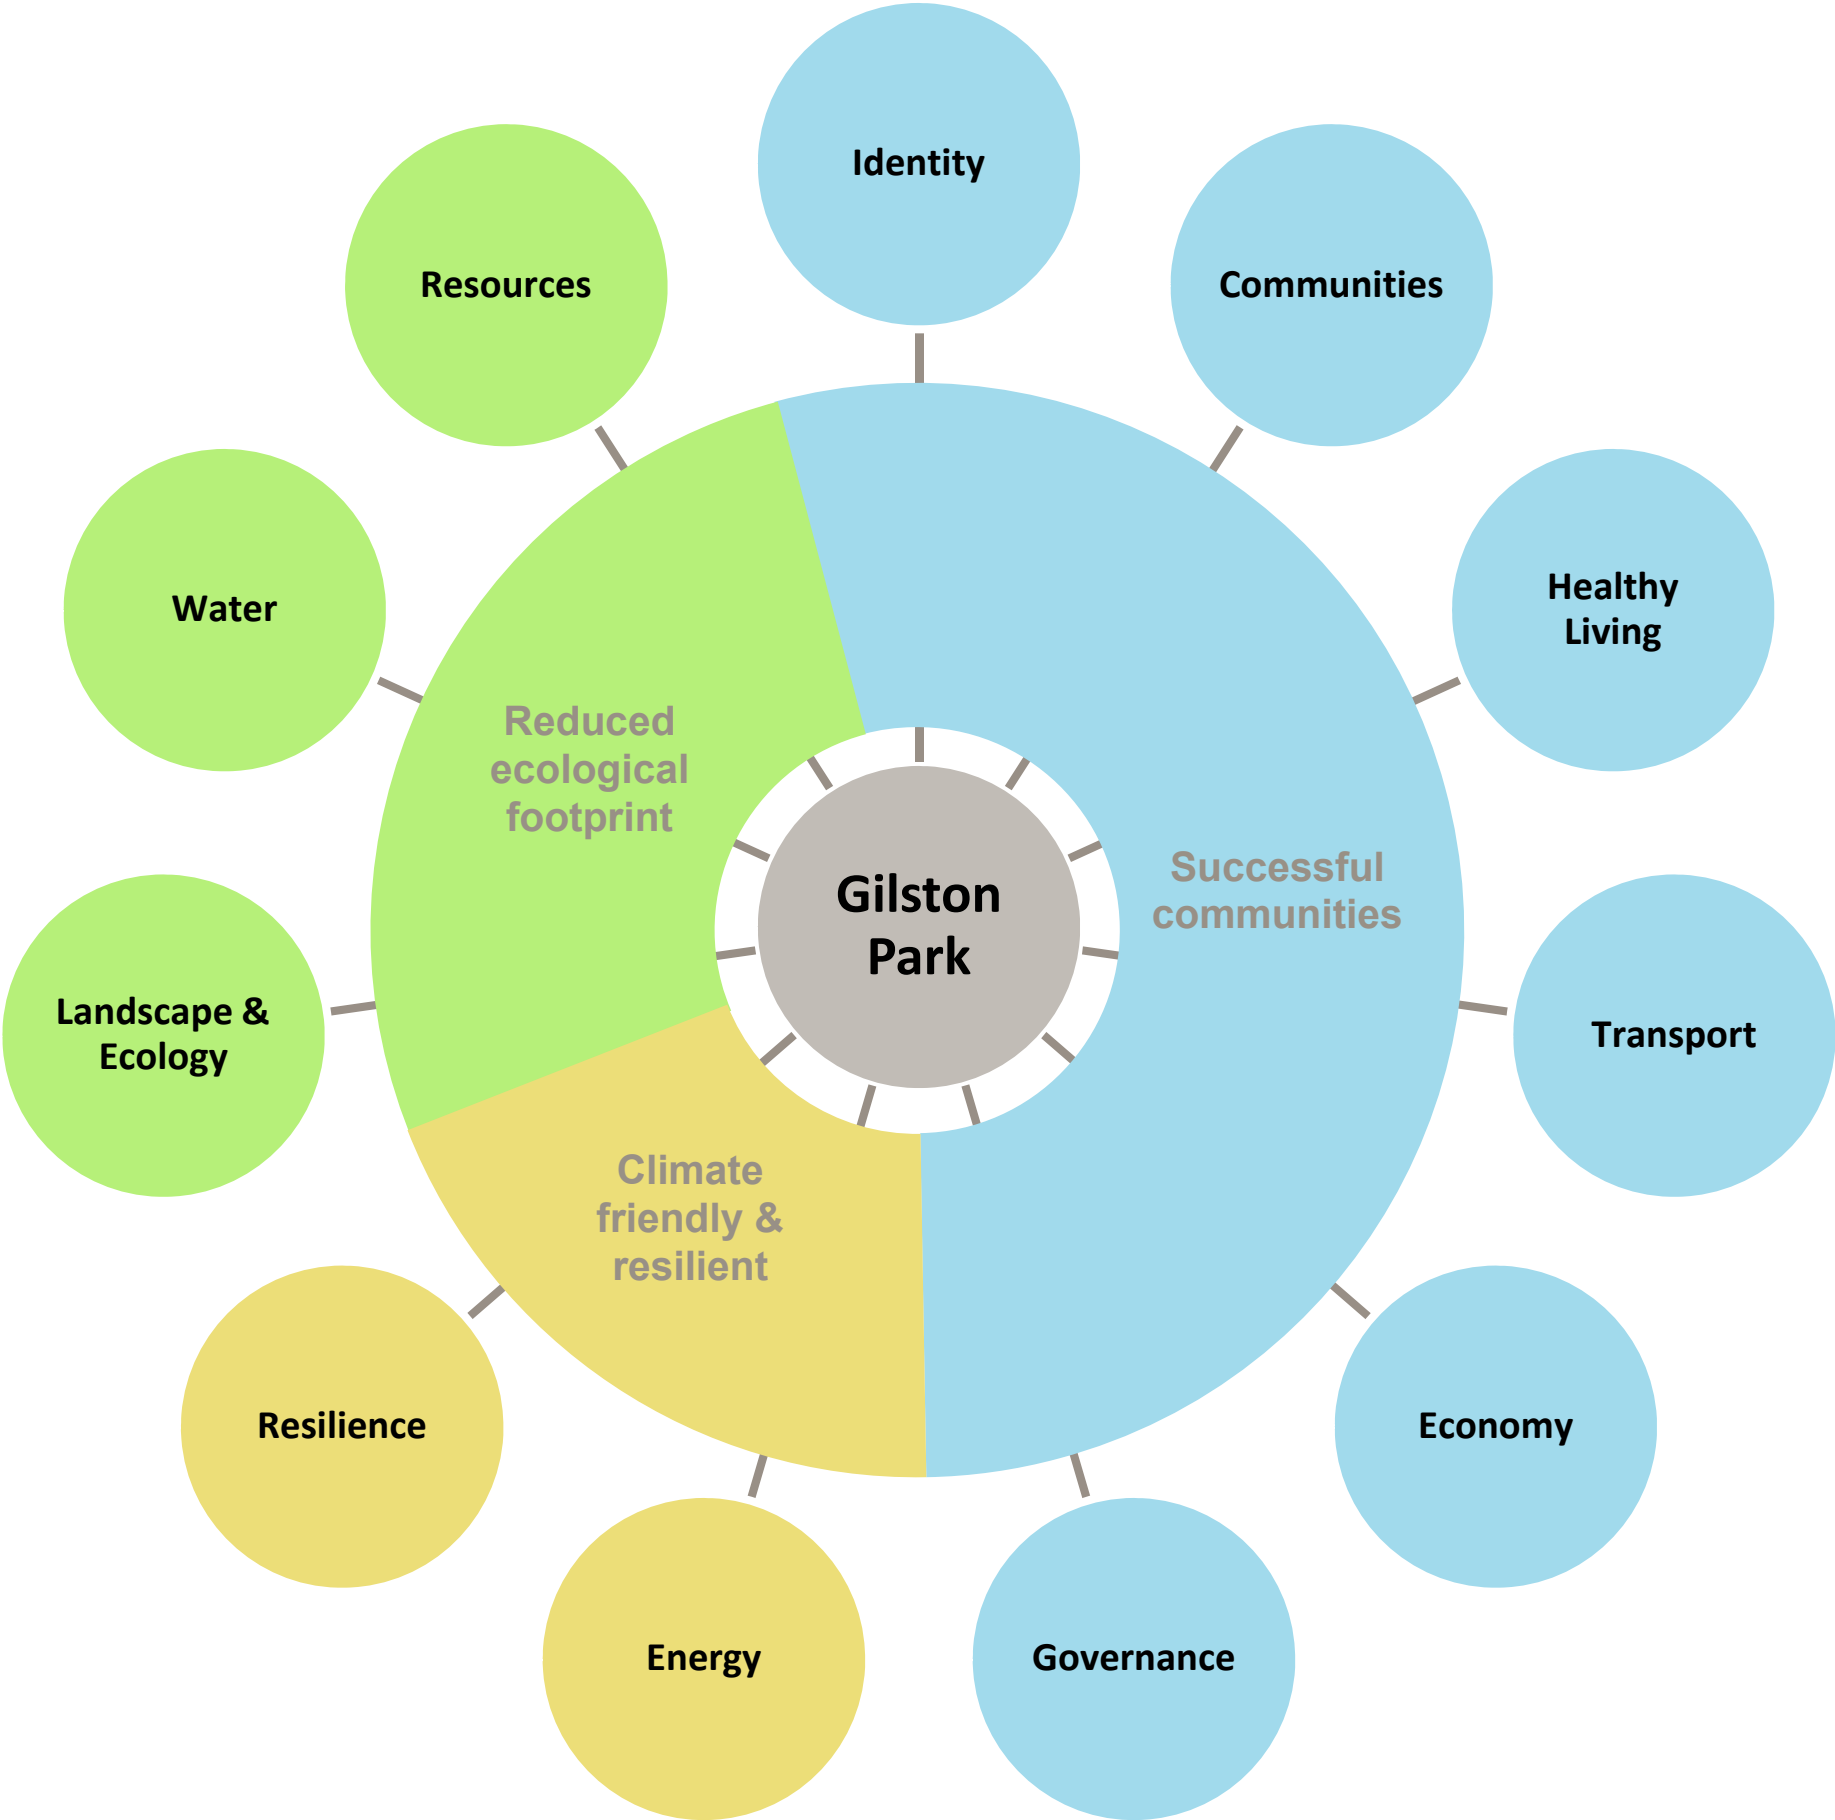 Identity
Resources
Communities
Healthy
Living
Water
Reduced
ecological
footprint
Successful
communities
Gilston
Park
Landscape &
Ecology
Transport
Climate
friendly &
resilient
Resilience
Economy
Energy
Governance